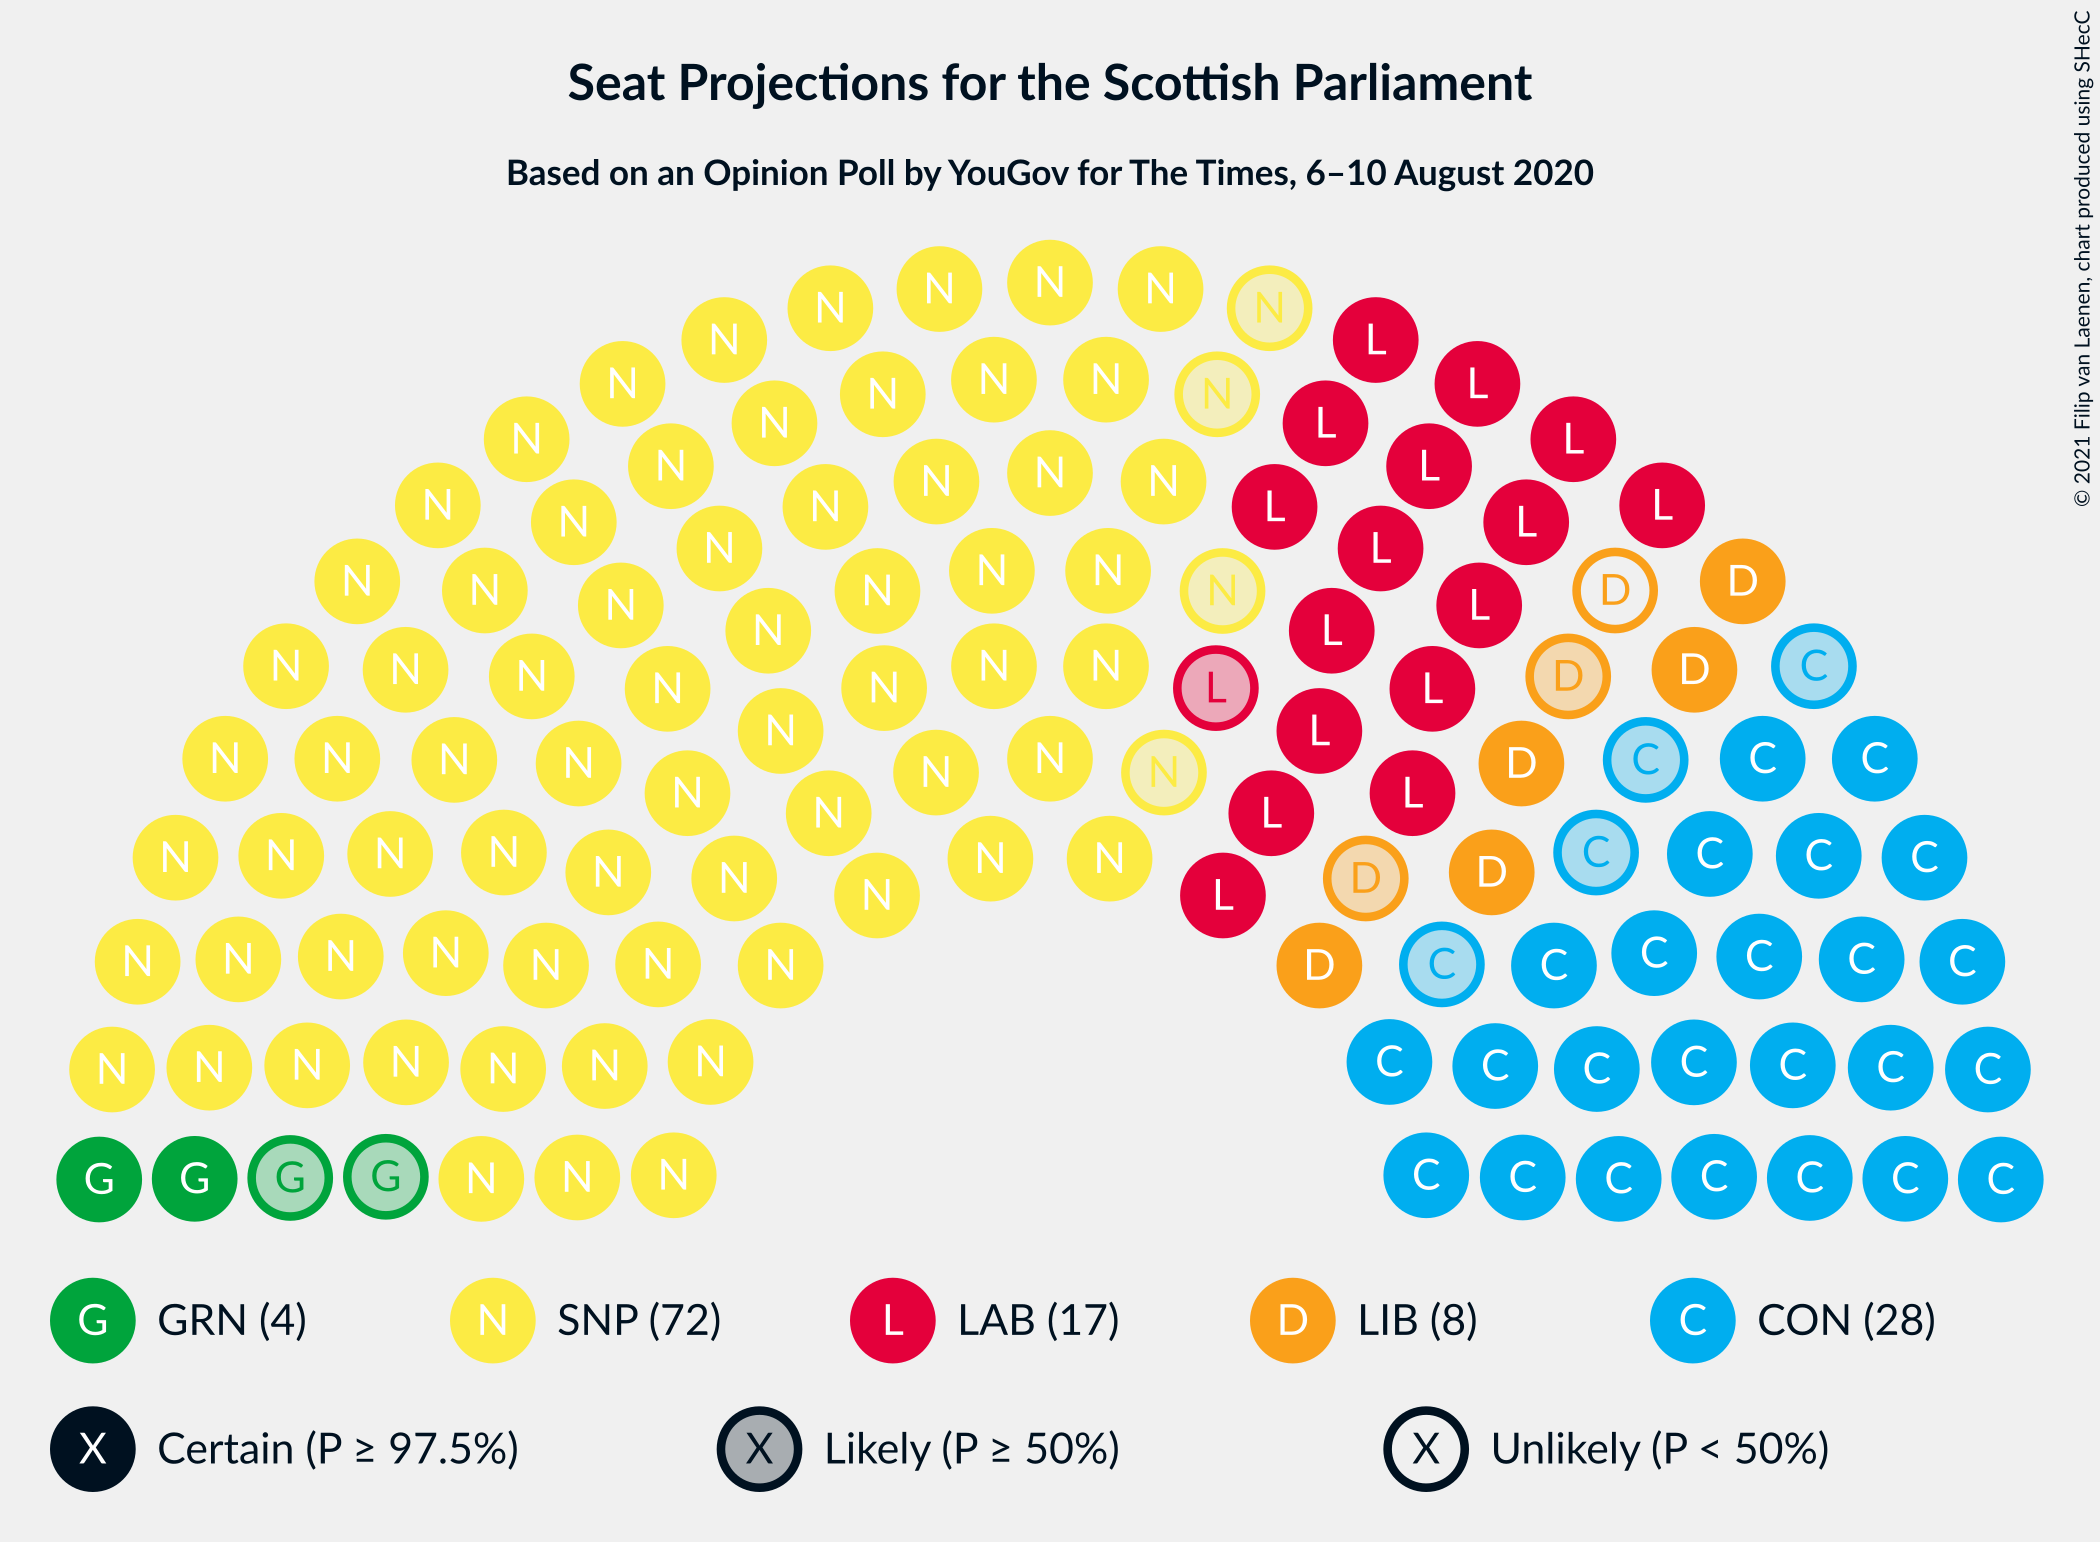 Seat Projections for the Scottish Parliament
Based on an Opinion Poll by YouGov for The Times, 6–10 August 2020
© 2021 Filip van Laenen, chart produced using SHecC
N N N N N
N N N N N L
N N N N N L L
N N N N N L L
N N N N N L L L
N N N N N L L L
N N N N N L D D
N N N N N N L L D D C
N N N N N N L L D C C C
N N N N N N N N N L L D D C C C C
N N N N N N N D C C C C C C
N N N N N N N C C C C C C C
G G G G N N N C C C C C C C
G GRN (4) N SNP (72) L LAB (17) D LIB (8) C CON (28)
X Certain (P ≥ 97.5%) X Likely (P ≥ 50%) X Unlikely (P < 50%)